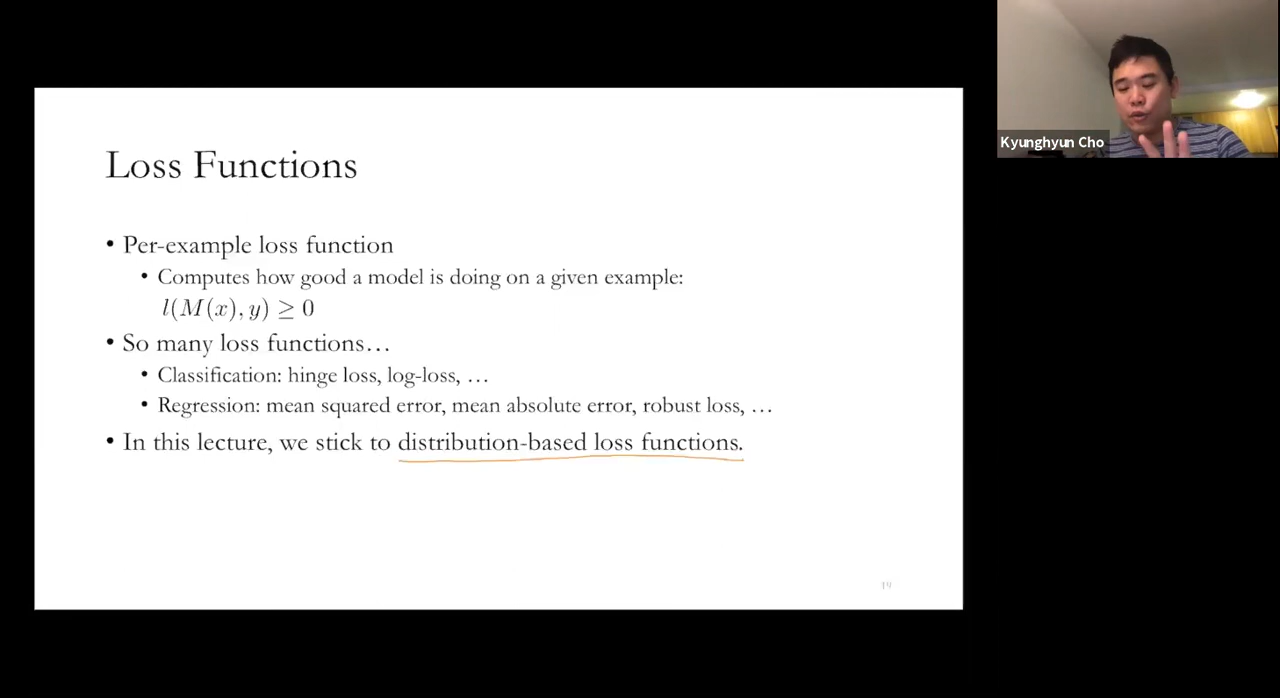 Loss Functions
• Per-example loss function
• Computes how good a model is doing on a given example:
l(M(x), y) ≥ 0
• So many loss functions…
• Classification: hinge loss, log-loss, …
• Regression: mean squared error, mean absolute error, robust loss, …
• In this lecture, we stick to distribution-based loss functions.
Kyunghyun Cho